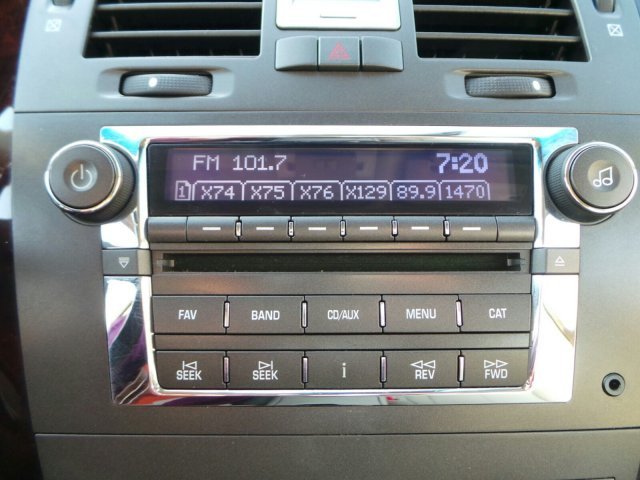 FM 101.7 7:20
1 X74 X75 X76 X129 89.9 1470
FAV BAND CD/AUX MENU CAT
SEEK SEEK i REV FWD